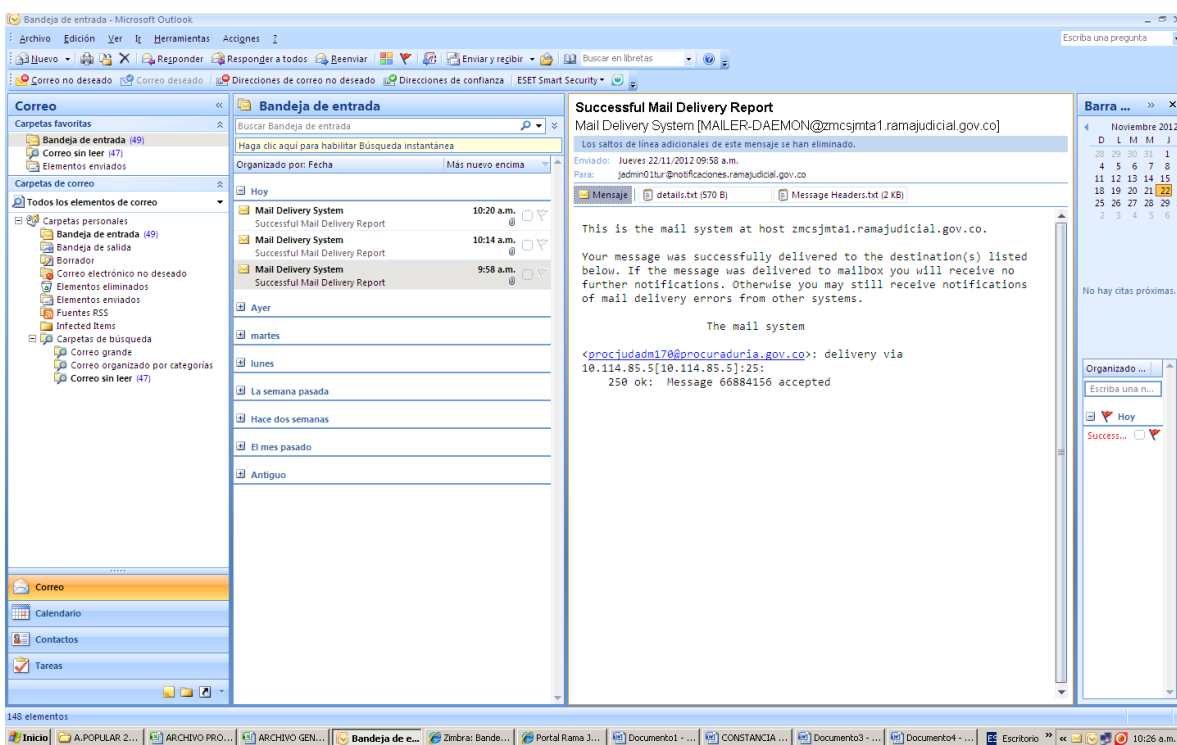 Bandeja de entrada - Microsoft Outlook
Archivo Edición Ver Ir Herramientas Acciones ? Escriba una pregunta
Nuevo Responder Responder a todos Reenviar Enviar y recibir Buscar en libretas
Correo no deseado Correo deseado Direcciones de correo no deseado Direcciones de confianza ESET Smart Security
Correo «
Carpetas favoritas
Bandeja de entrada (49)
Correo sin leer (47)
Elementos enviados
Carpetas de correo
Todos los elementos de correo
Carpetas personales
Bandeja de entrada (49)
Bandeja de salida
Borrador
Correo electrónico no deseado
Elementos eliminados
Elementos enviados
Fuentes RSS
Infected Items
Carpetas de búsqueda
Correo grande
Correo organizado por categorías
Correo sin leer (47)
Correo
Calendario
Contactos
Tareas
Bandeja de entrada
Buscar Bandeja de entrada
Haga clic aquí para habilitar Búsqueda instantánea
Organizado por: Fecha Más nuevo encima
Hoy
Mail Delivery System 10:20 a.m.
Successful Mail Delivery Report
Mail Delivery System 10:14 a.m.
Successful Mail Delivery Report
Mail Delivery System 9:58 a.m.
Successful Mail Delivery Report
Ayer
martes
lunes
La semana pasada
Hace dos semanas
El mes pasado
Antiguo
Successful Mail Delivery Report
Mail Delivery System [MAILER-DAEMON@zmcsjmta1.ramajudicial.gov.co]
Los saltos de línea adicionales de este mensaje se han eliminado.
Enviado: Jueves 22/11/2012 09:58 a.m.
Para: jadmin01tur@notificaciones.ramajudicial.gov.co
Mensaje details.txt (570 B) Message Headers.txt (2 KB)
This is the mail system at host zmcsjmta1.ramajudicial.gov.co.
Your message was successfully delivered to the destination(s) listed
below. If the message was delivered to mailbox you will receive no
further notifications. Otherwise you may still receive notifications
of mail delivery errors from other systems.
The mail system
<procjudadm170@procuraduria.gov.co>: delivery via
10.114.85.5[10.114.85.5]:25:
250 ok: Message 66884156 accepted
Barra ... » ×
Noviembre 2012
D L M M J
28 29 30 31 1
4 5 6 7 8
11 12 13 14 15
18 19 20 21 22
25 26 27 28 29
2 3 4 5 6
No hay citas próximas.
Organizado ...
Escriba una n...
Hoy
Success...
148 elementos
Inicio A.POPULAR 2... ARCHIVO PRO... ARCHIVO GEN... Bandeja de e... Zimbra: Bande... Portal Rama J... Documento1 - ... CONSTANCIA ... Documento3 - ... Documento4 - ... Escritorio » « 10:26 a.m.